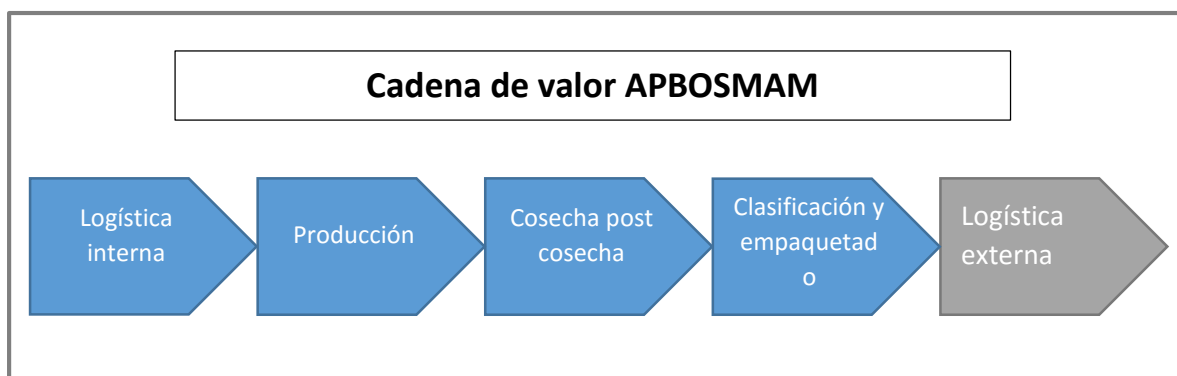 Cadena de valor APBOSMAM
Logística
interna
Producción
Cosecha post
cosecha
Clasificación y
empaquetad
o
Logística
externa